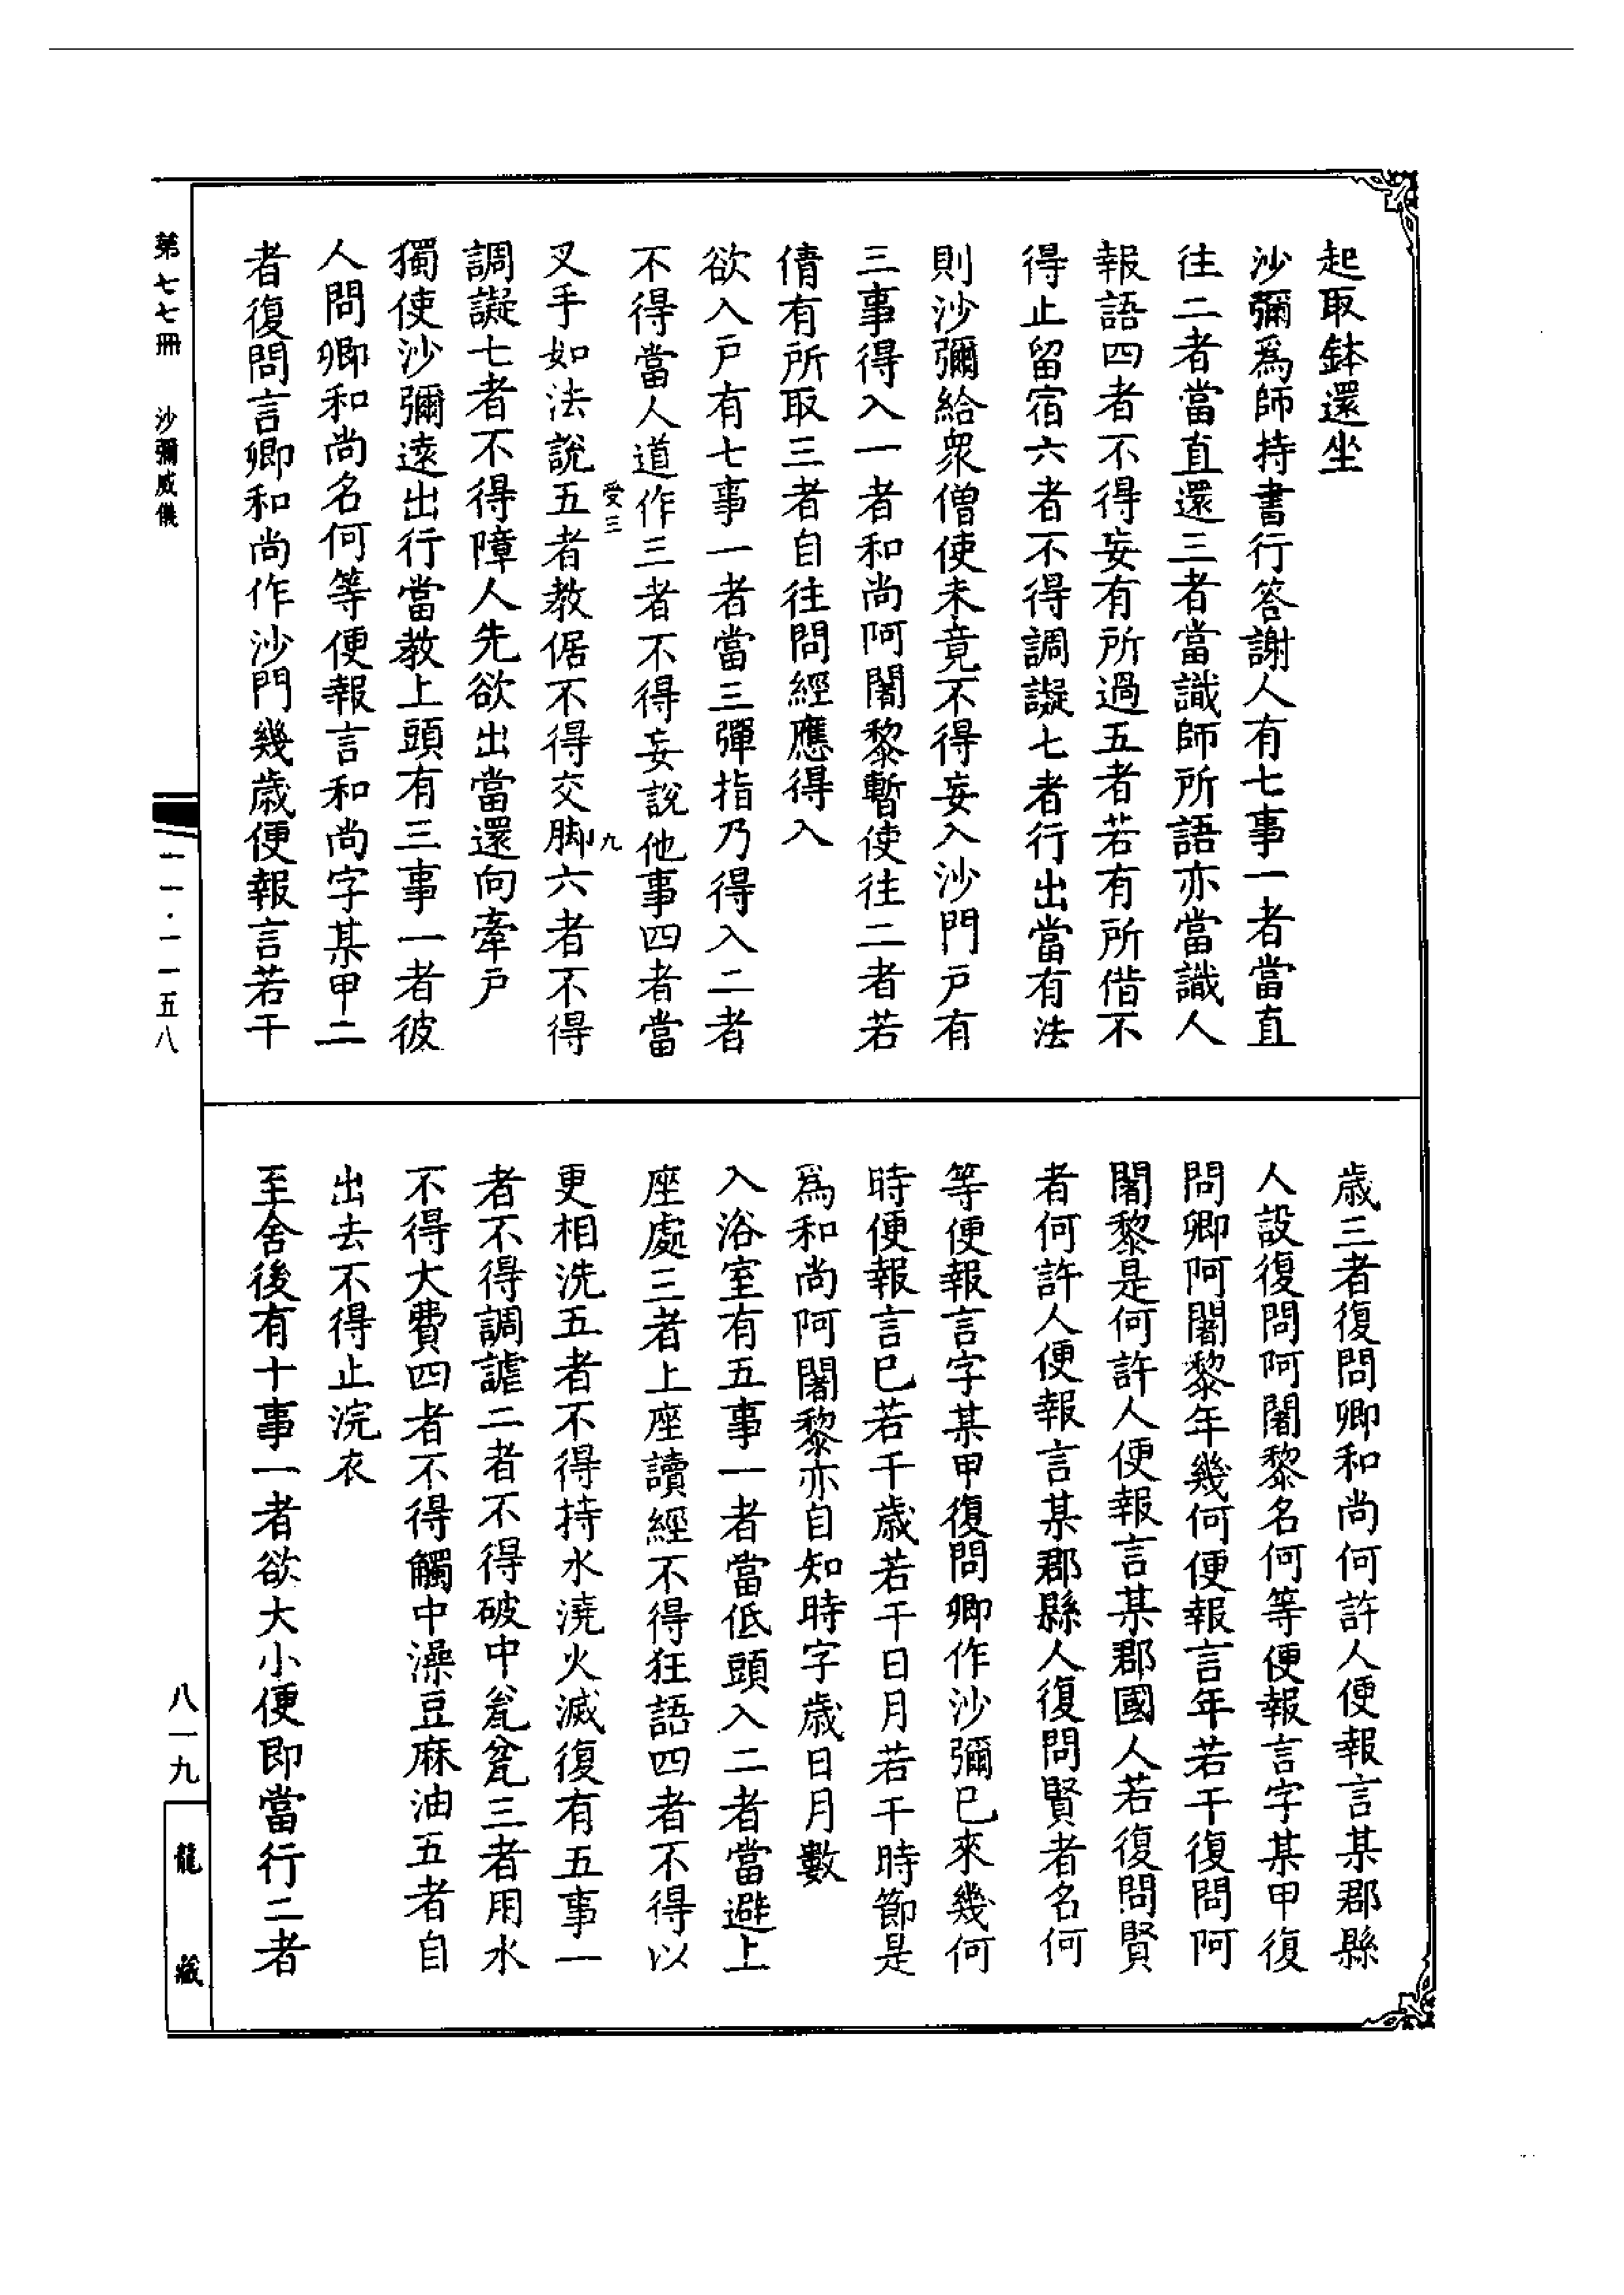 起取鉢還坐
沙彌爲師持書行答謝人有七事一者當直
往二者當直還三者當識師所語亦當識人
報語四者不得妄有所過五者若有所偕不
得止留宿六者不得調譺七者行出當有法
則沙彌給衆僧使未竟不得妄入沙門戸有
三事得入一者和尚阿闍黎暫使往二者若
倩有所取三者自往問經應得入
欲入戸有七事一者當三彈指乃得入二者
不得當人道作三者不得妄說他事四者當
受三
九
叉手如法說五者教倨不得交脚六者不得
調譺七者不得障人先欲出當還向牽戸
獨使沙彌遠出行當教上頭有三事一者彼
人問卿和尚名何等便報言和尚字某甲二
者復問言卿和尚作沙門幾歲便報言若干
歲三者復問卿和尚何許人便報言某郡縣
人設復問阿闍黎名何等便報言字某甲復
問卿阿闍黎年幾何便報言年若干復問阿
闍黎是何許人便報言某郡國人若復問賢
者何許人便報言某郡縣人復問賢者名何
等便報言字某甲復問卿作沙彌已來幾何
時便報言已若干歲若干日月若干時節是
爲和尚阿闍黎亦自知時字歲日月數
入浴室有五事一者當低頭入二者當避上
座處三者上座讀經不得狂語四者不得以
更相洗五者不得持水澆火滅復有五事一
者不得調謔二者不得破中瓮瓫三者用水
不得大費四者不得觸中澡豆麻油五者自
出去不得止浣衣
至舍後有十事一者欲大小便即當行二者
第七七冊
沙彌威儀
一一·一一五八
八一九
龍藏